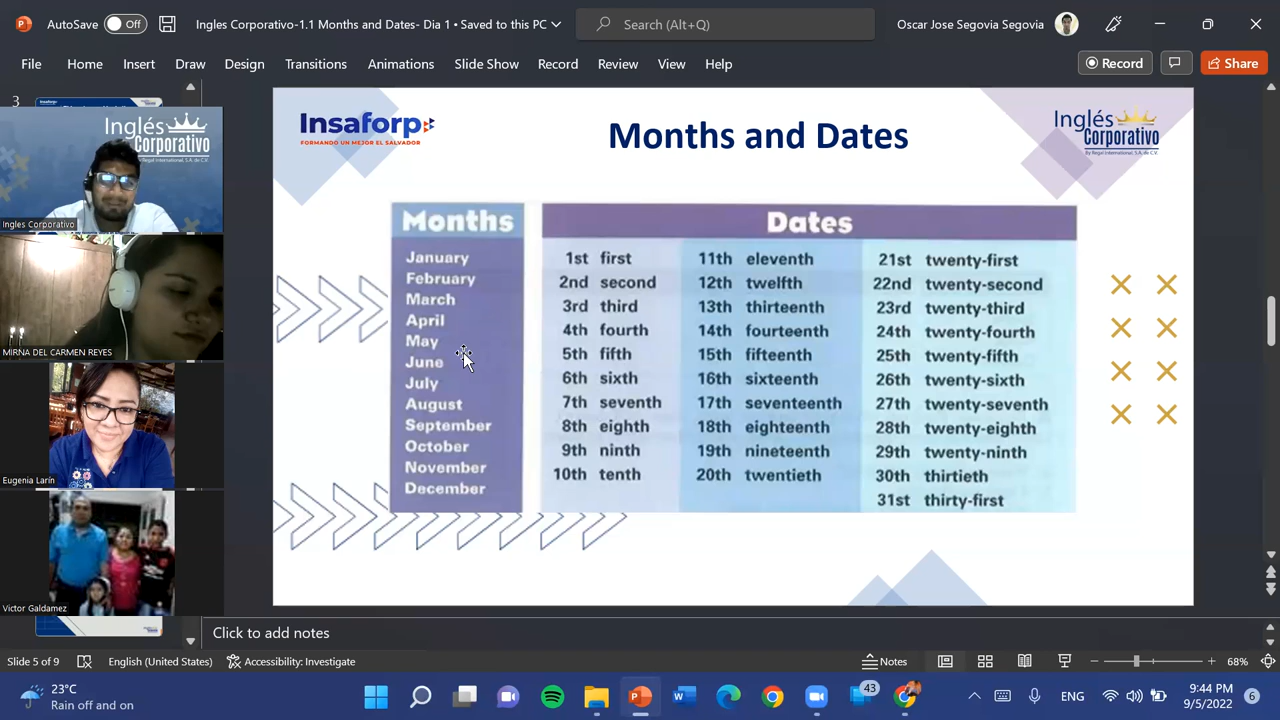 AutoSave Off Ingles Corporativo-1.1 Months and Dates- Dia 1 • Saved to this PC Search (Alt+Q) Oscar Jose Segovia Segovia
File Home Insert Draw Design Transitions Animations Slide Show Record Review View Help Record Share
3
Inglés
Corporativo
Ingles Corporativo
MIRNA DEL CARMEN REYES
Eugenia Larín
Victor Galdamez
Insaforp
FORMANDO UN MEJOR EL SALVADOR
Months and Dates
Inglés
Corporativo
By Regal International, S.A. de C.V.
Months
January
February
March
April
May
June
July
August
September
October
November
December
Dates
1st first 11th eleventh 21st twenty-first
2nd second 12th twelfth 22nd twenty-second
3rd third 13th thirteenth 23rd twenty-third
4th fourth 14th fourteenth 24th twenty-fourth
5th fifth 15th fifteenth 25th twenty-fifth
6th sixth 16th sixteenth 26th twenty-sixth
7th seventh 17th seventeenth 27th twenty-seventh
8th eighth 18th eighteenth 28th twenty-eighth
9th ninth 19th nineteenth 29th twenty-ninth
10th tenth 20th twentieth 30th thirtieth
31st thirty-first
Click to add notes
Slide 5 of 9 English (United States) Accessibility: Investigate Notes 68%
23°C
Rain off and on
43
ENG
9:44 PM
9/5/2022
6